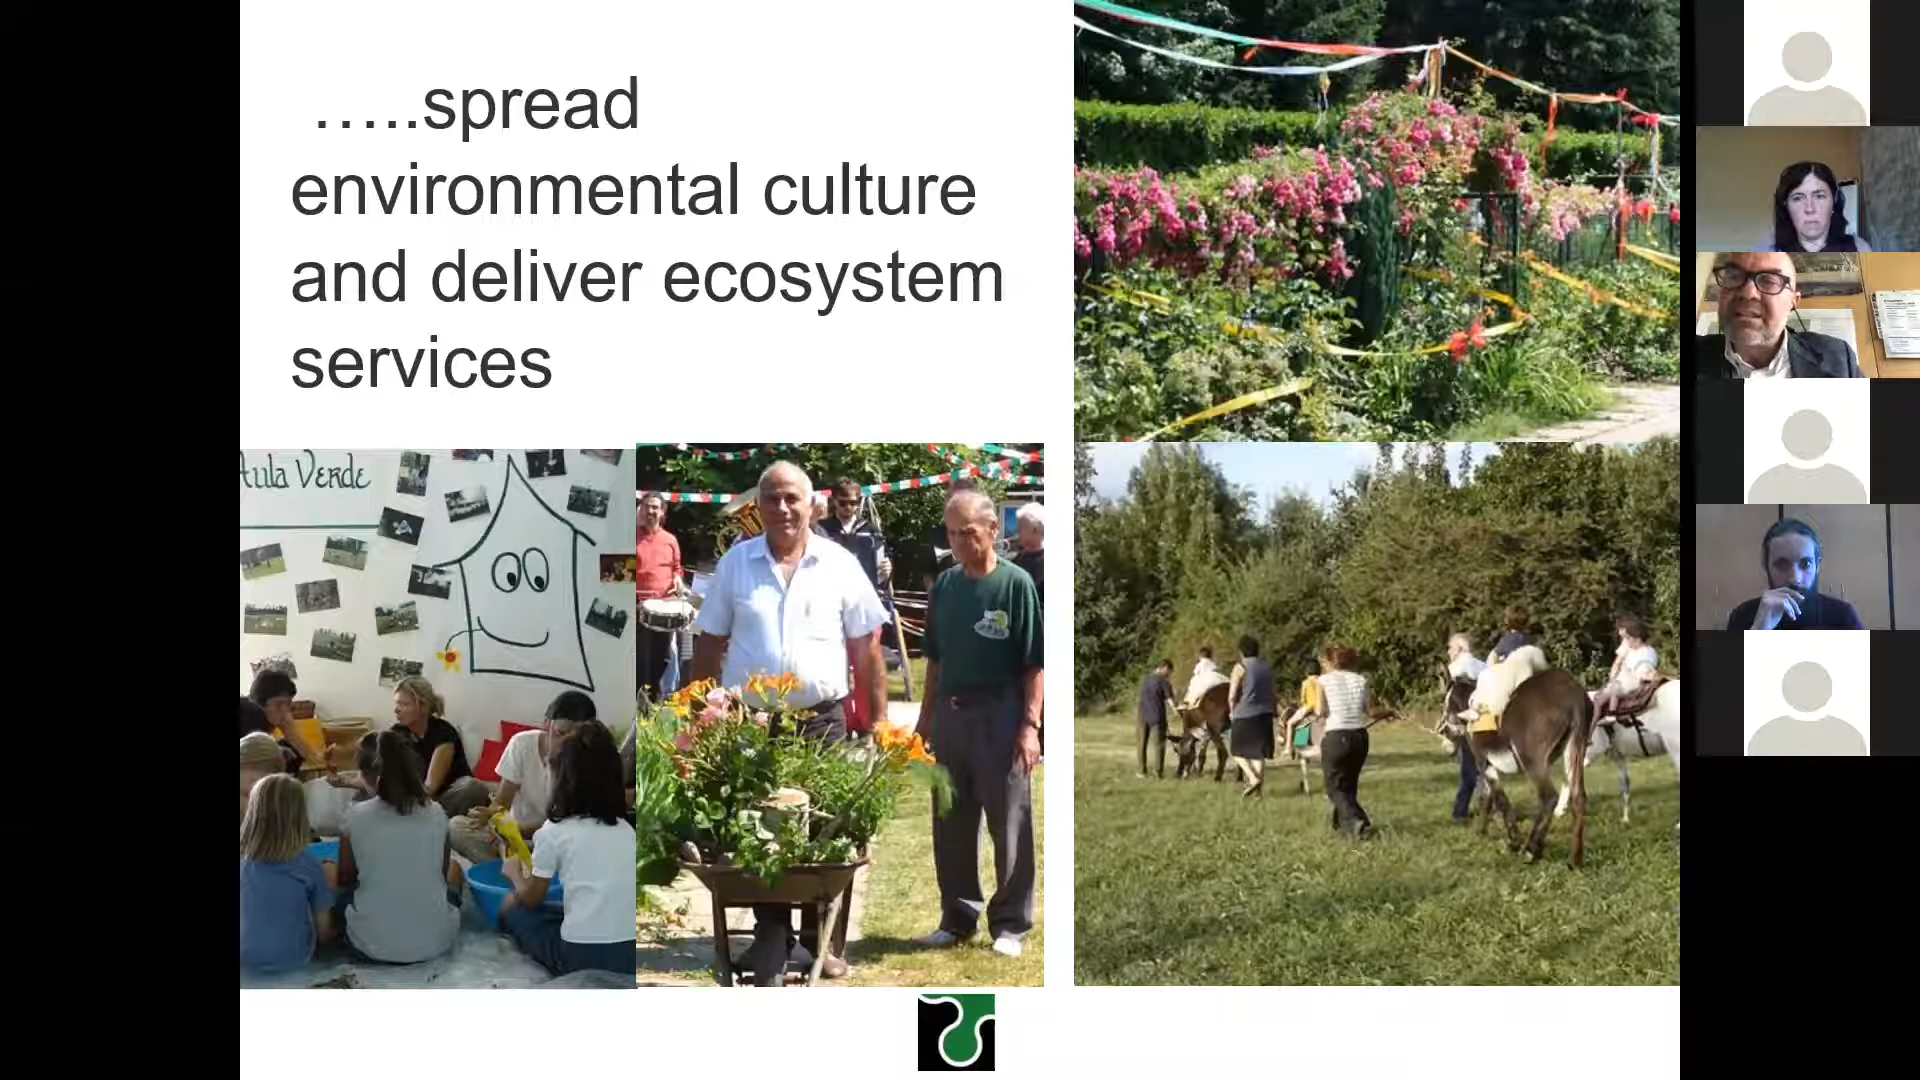 …..spread
environmental culture
and deliver ecosystem
services
Aula Verde